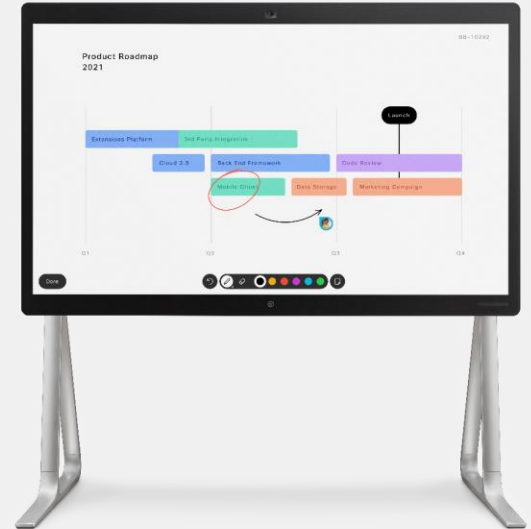 Product Roadmap
2021
Launch
Extensions Platform
3rd Party Integration
Cloud 2.0
Back End Framework
Code Review
Mobile Client
Data Storage
Marketing Campaign
Q1
Q2
Q3
Q4
Done